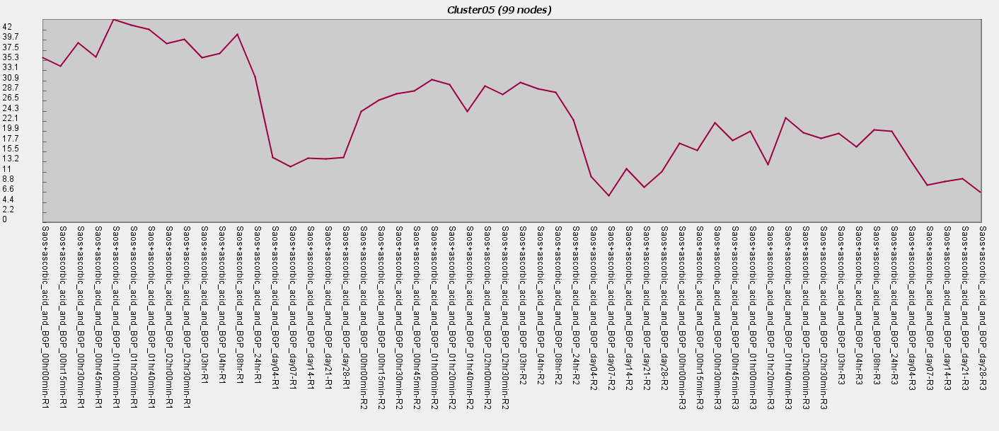 Cluster05 (99 nodes)
42
39.7
37.5
35.3
33.1
30.9
28.7
26.5
24.3
22.1
19.9
17.7
15.5
13.2
11
8.8
6.6
4.4
2.2
0
Saos+ascorbic_acid_and_BGP_00hr00min-R1
Saos+ascorbic_acid_and_BGP_00hr15min-R1
Saos+ascorbic_acid_and_BGP_00hr30min-R1
Saos+ascorbic_acid_and_BGP_00hr45min-R1
Saos+ascorbic_acid_and_BGP_01hr00min-R1
Saos+ascorbic_acid_and_BGP_01hr20min-R1
Saos+ascorbic_acid_and_BGP_01hr40min-R1
Saos+ascorbic_acid_and_BGP_02hr00min-R1
Saos+ascorbic_acid_and_BGP_02hr30min-R1
Saos+ascorbic_acid_and_BGP_03hr-R1
Saos+ascorbic_acid_and_BGP_04hr-R1
Saos+ascorbic_acid_and_BGP_08hr-R1
Saos+ascorbic_acid_and_BGP_24hr-R1
Saos+ascorbic_acid_and_BGP_day04-R1
Saos+ascorbic_acid_and_BGP_day07-R1
Saos+ascorbic_acid_and_BGP_day14-R1
Saos+ascorbic_acid_and_BGP_day21-R1
Saos+ascorbic_acid_and_BGP_day28-R1
Saos+ascorbic_acid_and_BGP_00hr00min-R2
Saos+ascorbic_acid_and_BGP_00hr15min-R2
Saos+ascorbic_acid_and_BGP_00hr30min-R2
Saos+ascorbic_acid_and_BGP_00hr45min-R2
Saos+ascorbic_acid_and_BGP_01hr00min-R2
Saos+ascorbic_acid_and_BGP_01hr20min-R2
Saos+ascorbic_acid_and_BGP_01hr40min-R2
Saos+ascorbic_acid_and_BGP_02hr00min-R2
Saos+ascorbic_acid_and_BGP_02hr30min-R2
Saos+ascorbic_acid_and_BGP_03hr-R2
Saos+ascorbic_acid_and_BGP_04hr-R2
Saos+ascorbic_acid_and_BGP_08hr-R2
Saos+ascorbic_acid_and_BGP_24hr-R2
Saos+ascorbic_acid_and_BGP_day04-R2
Saos+ascorbic_acid_and_BGP_day07-R2
Saos+ascorbic_acid_and_BGP_day14-R2
Saos+ascorbic_acid_and_BGP_day21-R2
Saos+ascorbic_acid_and_BGP_day28-R2
Saos+ascorbic_acid_and_BGP_00hr00min-R3
Saos+ascorbic_acid_and_BGP_00hr15min-R3
Saos+ascorbic_acid_and_BGP_00hr30min-R3
Saos+ascorbic_acid_and_BGP_00hr45min-R3
Saos+ascorbic_acid_and_BGP_01hr00min-R3
Saos+ascorbic_acid_and_BGP_01hr20min-R3
Saos+ascorbic_acid_and_BGP_01hr40min-R3
Saos+ascorbic_acid_and_BGP_02hr00min-R3
Saos+ascorbic_acid_and_BGP_02hr30min-R3
Saos+ascorbic_acid_and_BGP_03hr-R3
Saos+ascorbic_acid_and_BGP_04hr-R3
Saos+ascorbic_acid_and_BGP_08hr-R3
Saos+ascorbic_acid_and_BGP_24hr-R3
Saos+ascorbic_acid_and_BGP_day04-R3
Saos+ascorbic_acid_and_BGP_day07-R3
Saos+ascorbic_acid_and_BGP_day14-R3
Saos+ascorbic_acid_and_BGP_day21-R3
Saos+ascorbic_acid_and_BGP_day28-R3